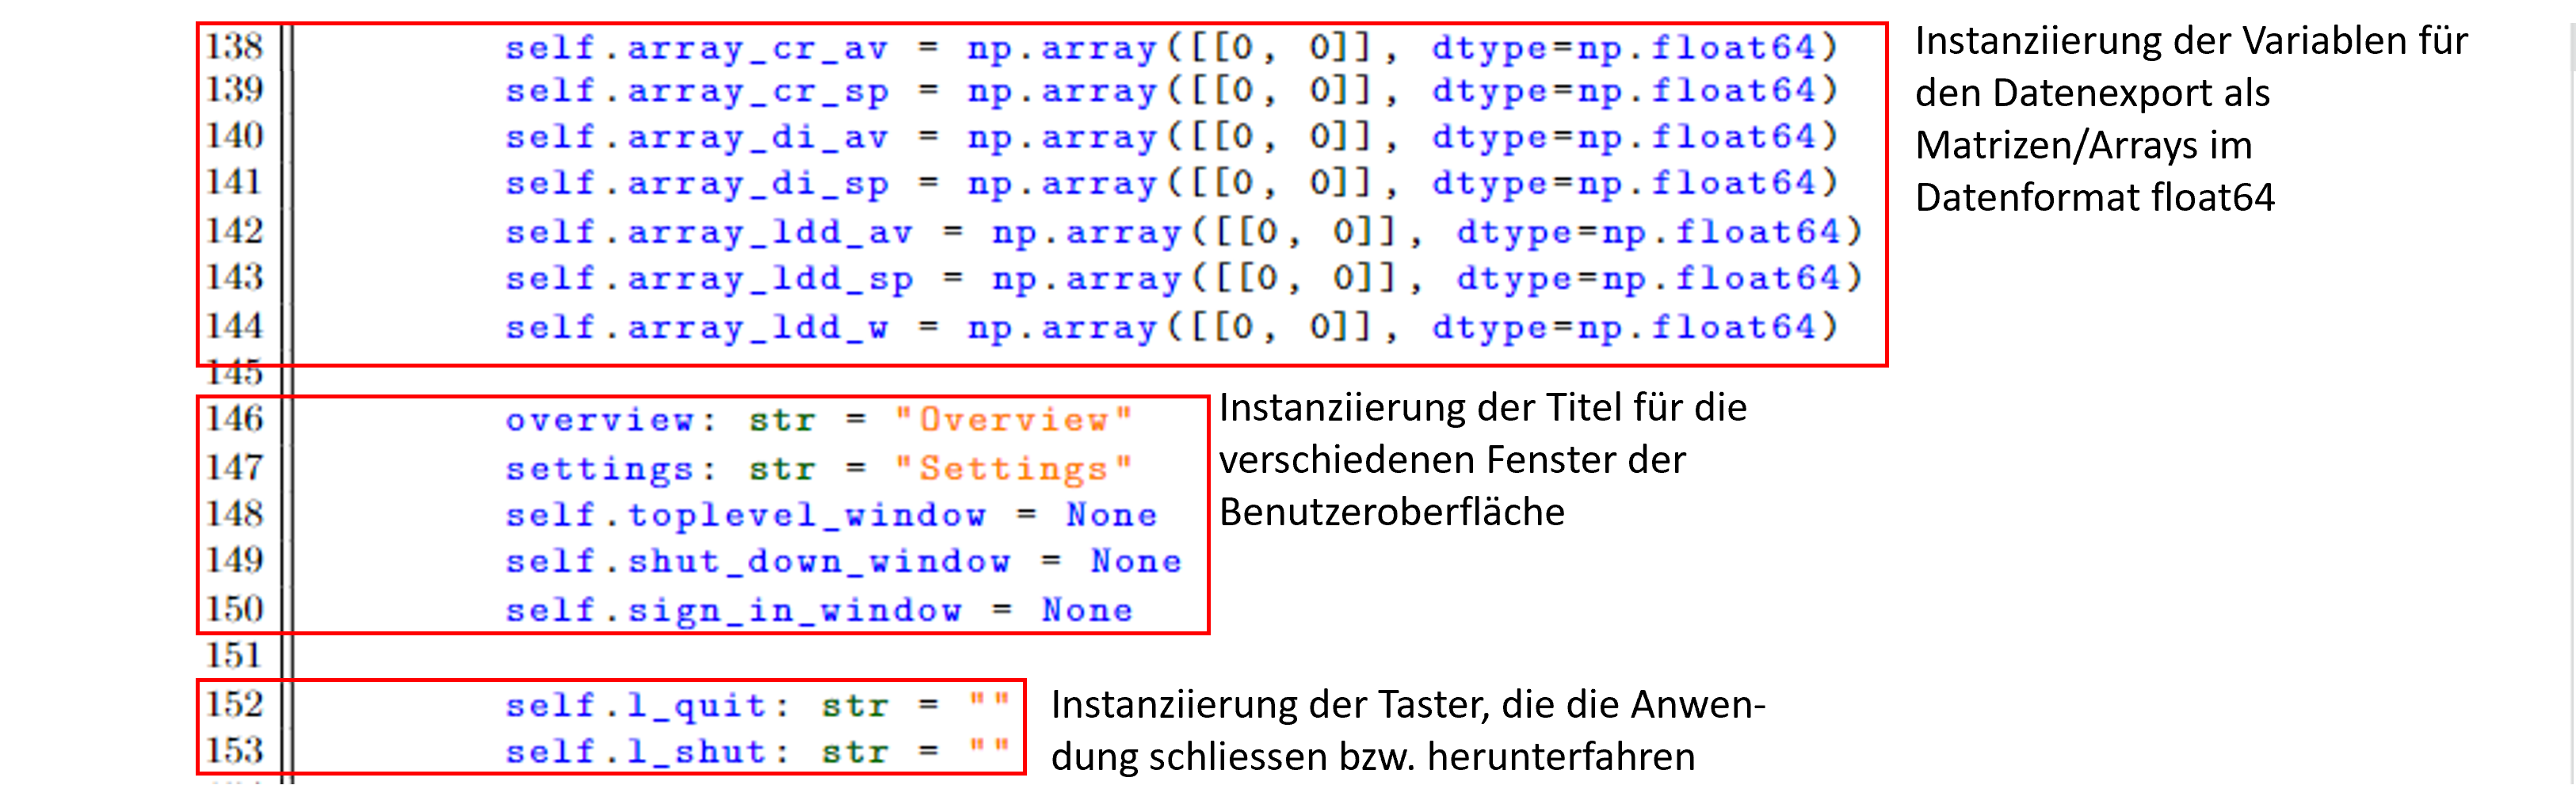 138 self.array_cr_av = np.array([[0, 0]], dtype=np.float64)
139 self.array_cr_sp = np.array([[0, 0]], dtype=np.float64)
140 self.array_di_av = np.array([[0, 0]], dtype=np.float64)
141 self.array_di_sp = np.array([[0, 0]], dtype=np.float64)
142 self.array_ldd_av = np.array([[0, 0]], dtype=np.float64)
143 self.array_ldd_sp = np.array([[0, 0]], dtype=np.float64)
144 self.array_ldd_w = np.array([[0, 0]], dtype=np.float64)
Instanziierung der Variablen für
den Datenexport als
Matrizen/Arrays im
Datenformat float64
145
146 overview: str = "Overview"
147 settings: str = "Settings"
148 self.toplevel_window = None
149 self.shut_down_window = None
150 self.sign_in_window = None
Instanziierung der Titel für die
verschiedenen Fenster der
Benutzeroberfläche
151
152 self.l_quit: str = ""
153 self.l_shut: str = ""
Instanziierung der Taster, die die Anwen-
dung schliessen bzw. herunterfahren